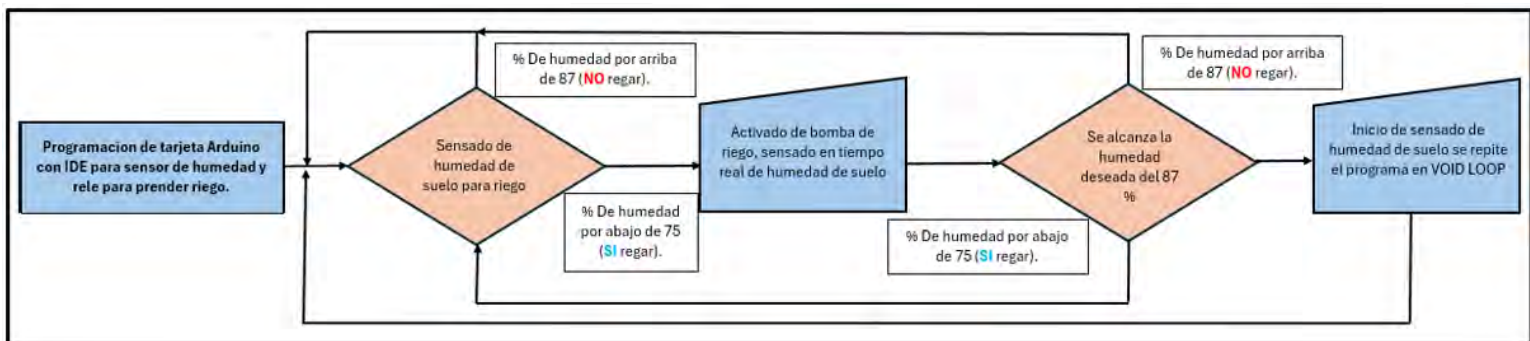 Programacion de tarjeta Arduino
con IDE para sensor de humedad y
rele para prender riego.
Sensado de
humedad de
suelo para riego
% De humedad por arriba
de 87 (NO regar).
% De humedad
por abajo de 75
(SI regar).
Activado de bomba de
riego, sensado en tiempo
real de humedad de suelo
Se alcanza la
humedad
deseada del 87
%
% De humedad por arriba
de 87 (NO regar).
% De humedad por abajo
de 75 (SI regar).
Inicio de sensado de
humedad de suelo se repite
el programa en VOID LOOP